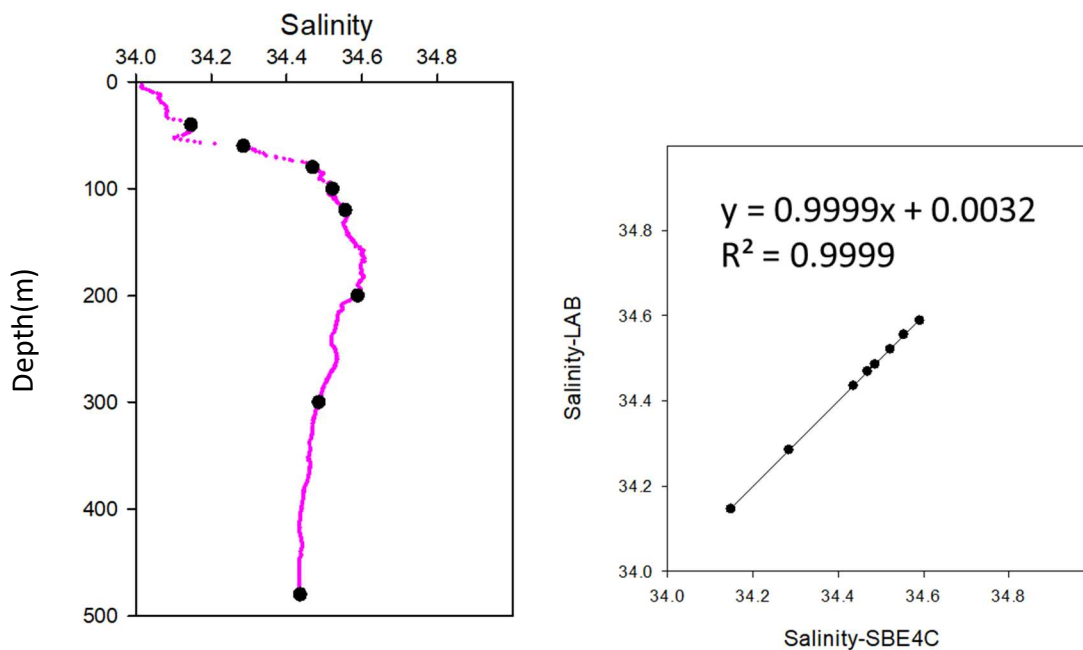 Salinity
34.0 34.2 34.4 34.6 34.8
0
100
200
300
400
500
Depth(m)
y = 0.9999x + 0.0032
R² = 0.9999
34.8
34.6
34.4
34.2
34.0
Salinity-LAB
34.0 34.2 34.4 34.6 34.8
Salinity-SBE4C